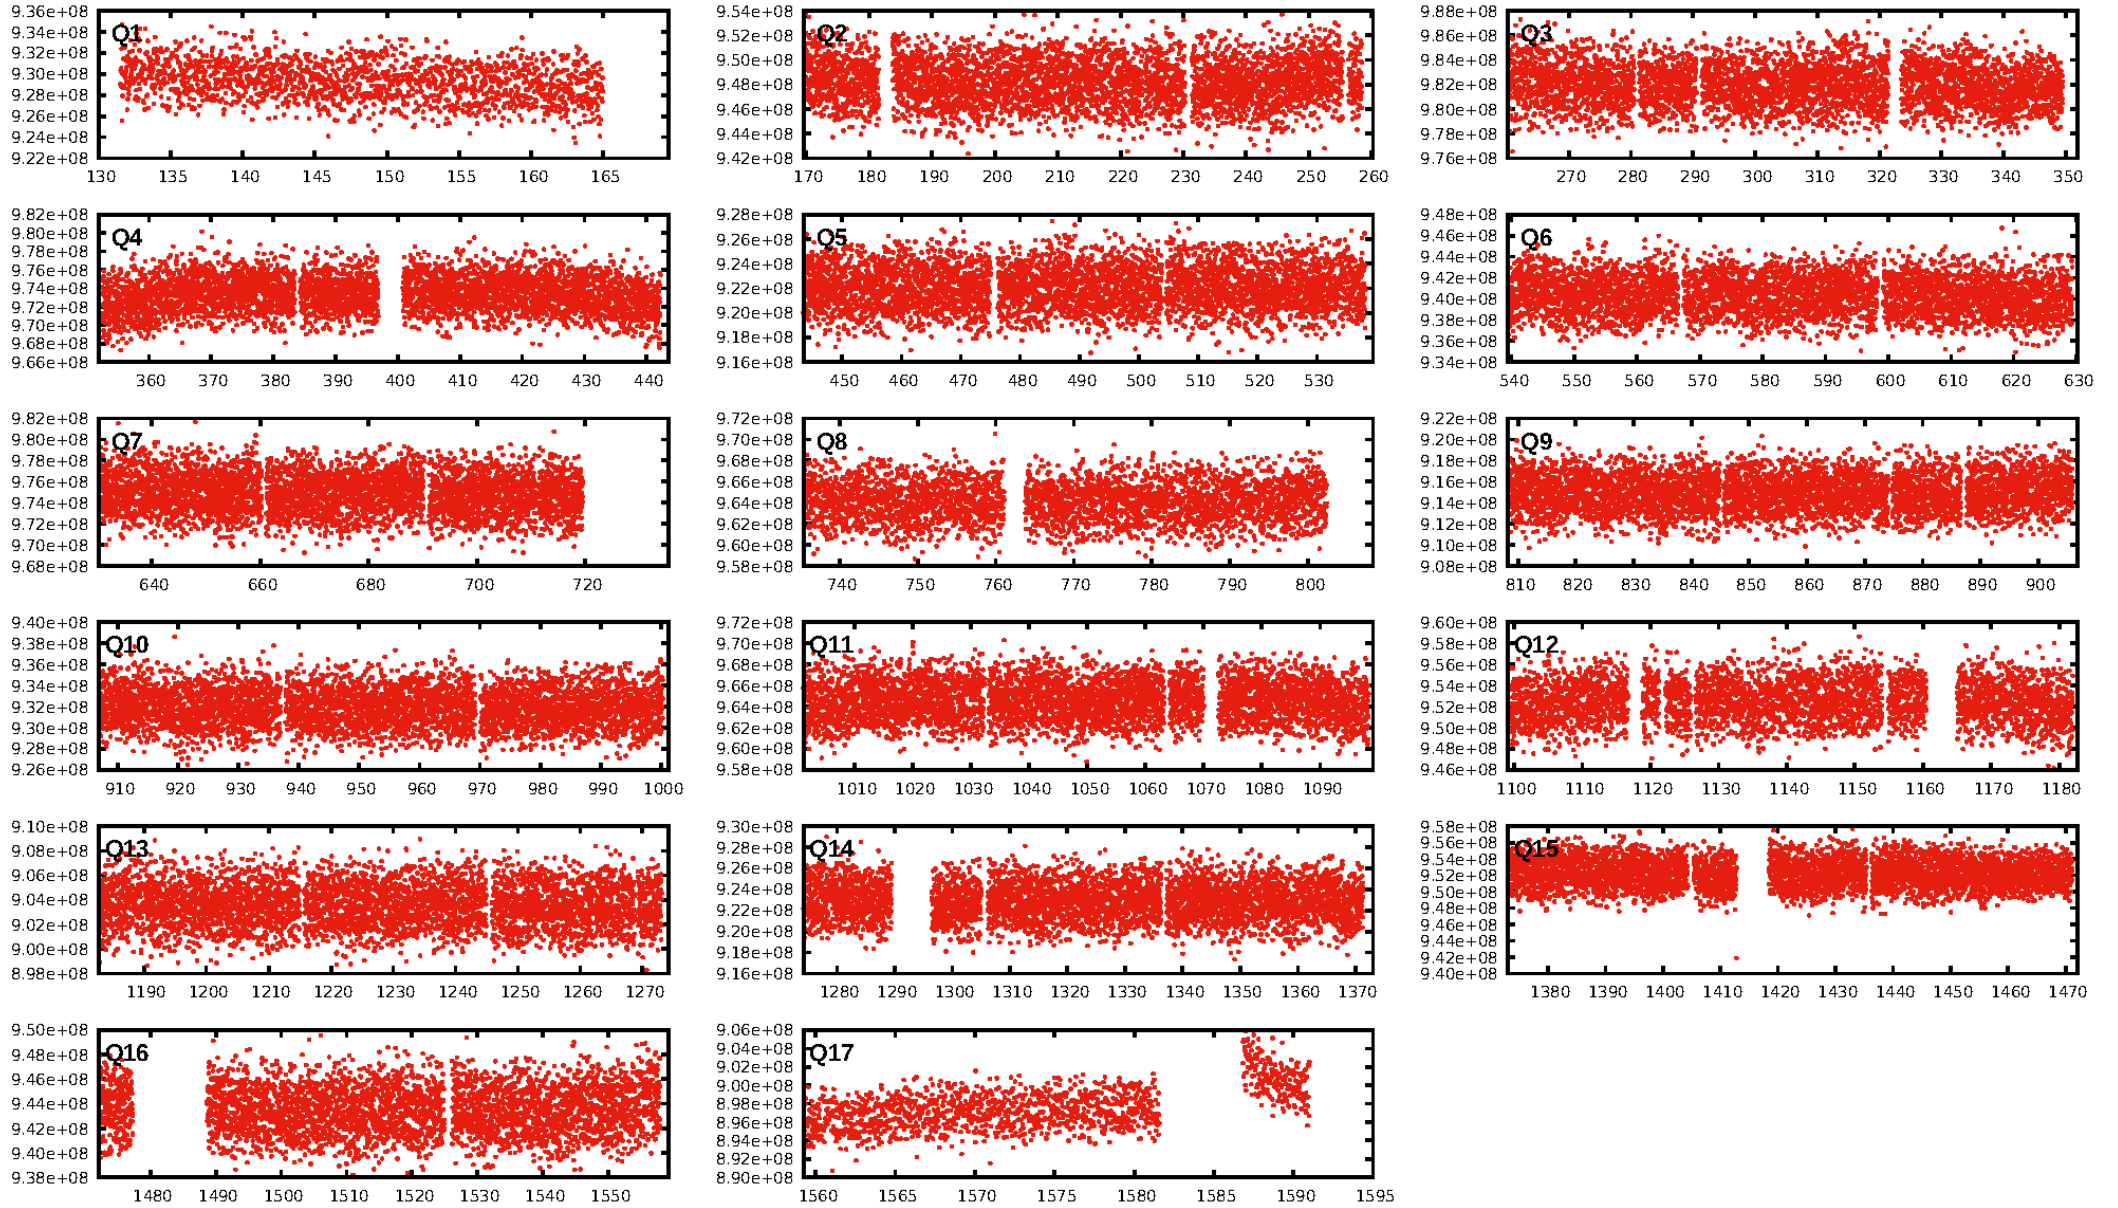 Q1
9.36e+08
9.34e+08
9.32e+08
9.30e+08
9.28e+08
9.26e+08
9.24e+08
9.22e+08
130 135 140 145 150 155 160 165
Q2
9.54e+08
9.52e+08
9.50e+08
9.48e+08
9.46e+08
9.44e+08
9.42e+08
170 180 190 200 210 220 230 240 250 260
Q3
9.88e+08
9.86e+08
9.84e+08
9.82e+08
9.80e+08
9.78e+08
9.76e+08
270 280 290 300 310 320 330 340 350
Q4
9.82e+08
9.80e+08
9.78e+08
9.76e+08
9.74e+08
9.72e+08
9.70e+08
9.68e+08
9.66e+08
360 370 380 390 400 410 420 430 440
Q5
9.28e+08
9.26e+08
9.24e+08
9.22e+08
9.20e+08
9.18e+08
9.16e+08
450 460 470 480 490 500 510 520 530
Q6
9.48e+08
9.46e+08
9.44e+08
9.42e+08
9.40e+08
9.38e+08
9.36e+08
9.34e+08
540 550 560 570 580 590 600 610 620 630
Q7
9.82e+08
9.80e+08
9.78e+08
9.76e+08
9.74e+08
9.72e+08
9.70e+08
9.68e+08
640 660 680 700 720
Q8
9.72e+08
9.70e+08
9.68e+08
9.66e+08
9.64e+08
9.62e+08
9.60e+08
9.58e+08
740 750 760 770 780 790 800
Q9
9.22e+08
9.20e+08
9.18e+08
9.16e+08
9.14e+08
9.12e+08
9.10e+08
9.08e+08
810 820 830 840 850 860 870 880 890 900
Q10
9.40e+08
9.38e+08
9.36e+08
9.34e+08
9.32e+08
9.30e+08
9.28e+08
9.26e+08
910 920 930 940 950 960 970 980 990 1000
Q11
9.72e+08
9.70e+08
9.68e+08
9.66e+08
9.64e+08
9.62e+08
9.60e+08
9.58e+08
1010 1020 1030 1040 1050 1060 1070 1080 1090
Q12
9.60e+08
9.58e+08
9.56e+08
9.54e+08
9.52e+08
9.50e+08
9.48e+08
9.46e+08
1100 1110 1120 1130 1140 1150 1160 1170 1180
Q13
9.10e+08
9.08e+08
9.06e+08
9.04e+08
9.02e+08
9.00e+08
8.98e+08
1190 1200 1210 1220 1230 1240 1250 1260 1270
Q14
9.30e+08
9.28e+08
9.26e+08
9.24e+08
9.22e+08
9.20e+08
9.18e+08
9.16e+08
1280 1290 1300 1310 1320 1330 1340 1350 1360 1370
Q15
9.58e+08
9.56e+08
9.54e+08
9.52e+08
9.50e+08
9.48e+08
9.46e+08
9.44e+08
9.42e+08
9.40e+08
1380 1390 1400 1410 1420 1430 1440 1450 1460 1470
Q16
9.50e+08
9.48e+08
9.46e+08
9.44e+08
9.42e+08
9.40e+08
9.38e+08
1480 1490 1500 1510 1520 1530 1540 1550
Q17
9.06e+08
9.04e+08
9.02e+08
9.00e+08
8.98e+08
8.96e+08
8.94e+08
8.92e+08
8.90e+08
1560 1565 1570 1575 1580 1585 1590 1595